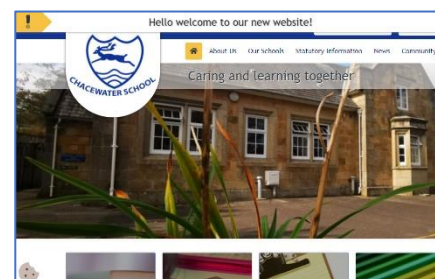 !
Hello welcome to our new website!
About Us Our Schools Statutory Information News Community
Caring and learning together
CHACEWATER SCHOOL